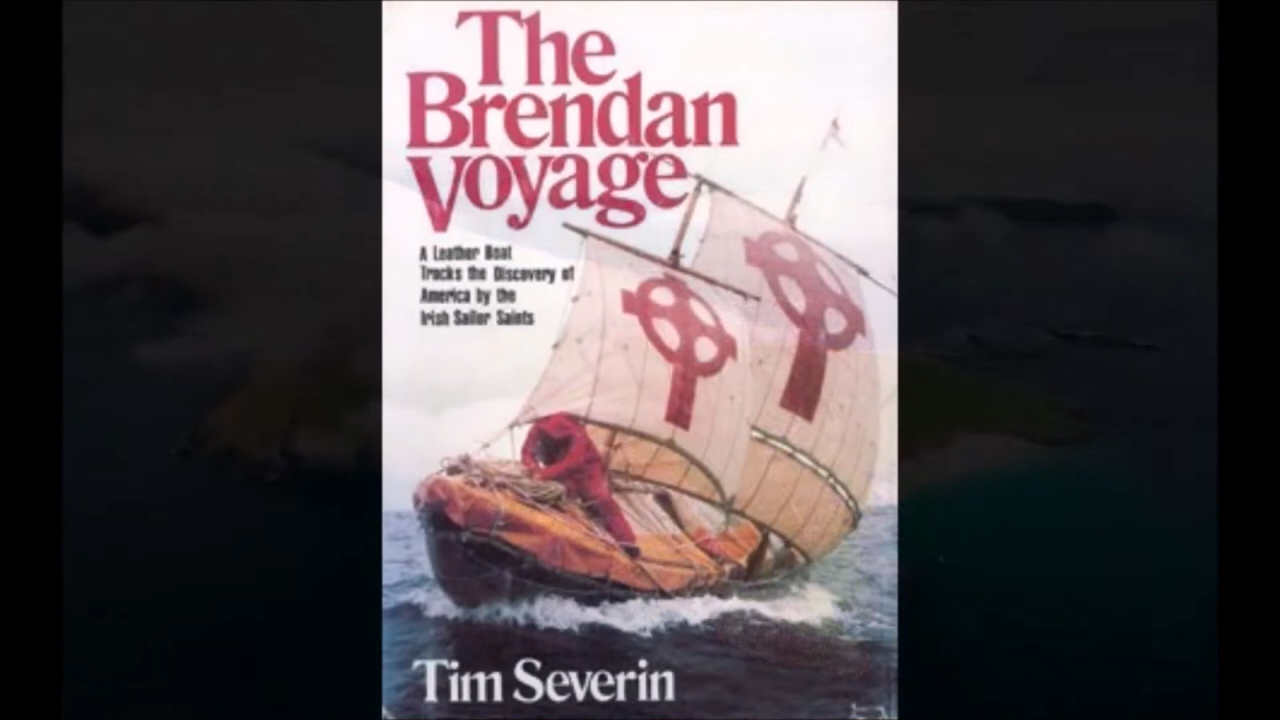 The
Brendan
Voyage
A Leather Boat
Tracks the Discovery of
America by the
Irish Sailor Saints
Tim Severin